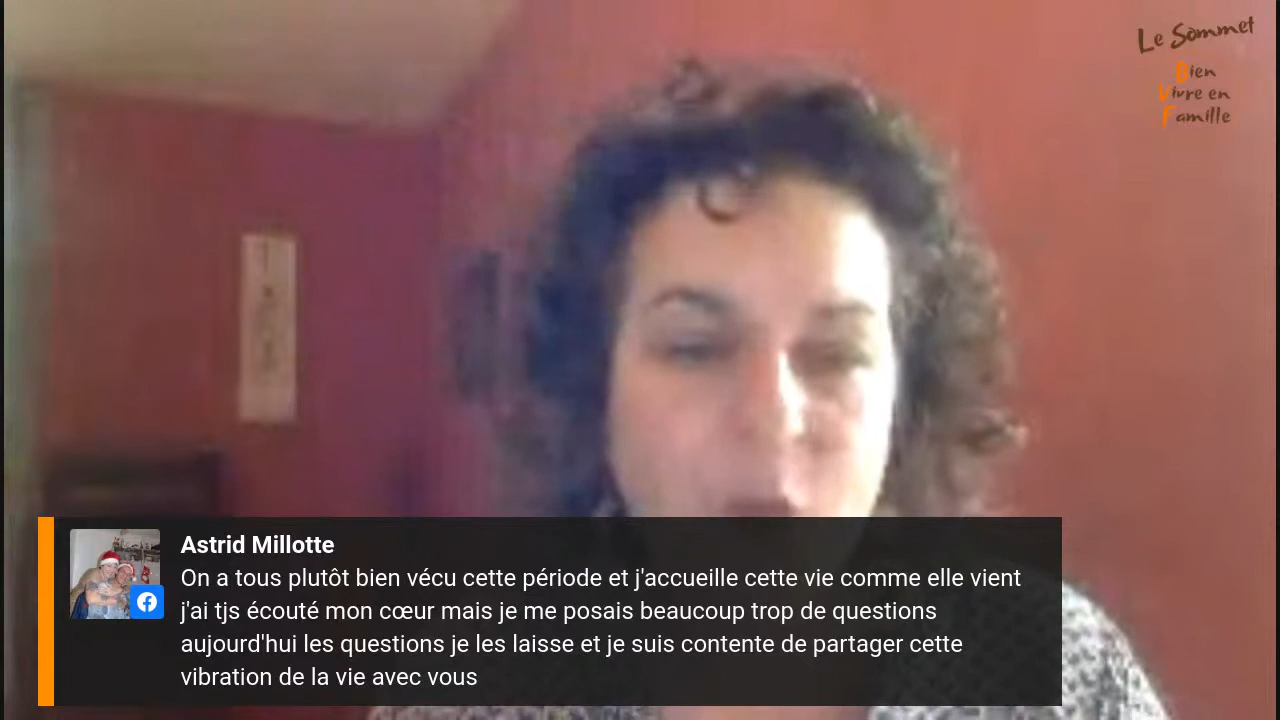 Le Sommet
Bien
Vivre en
Famille
Astrid Millotte
On a tous plutôt bien vécu cette période et j'accueille cette vie comme elle vient
j'ai tjs écouté mon cœur mais je me posais beaucoup trop de questions
aujourd'hui les questions je les laisse et je suis contente de partager cette
vibration de la vie avec vous